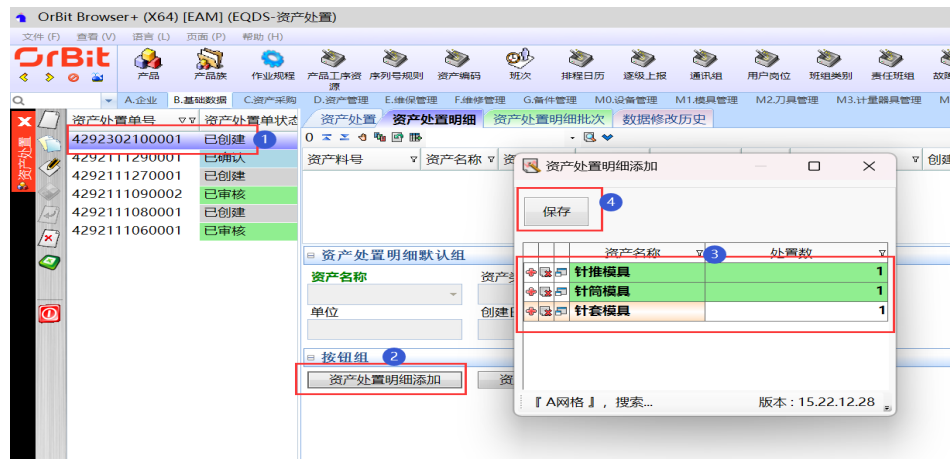 OrBit Browser+ (X64) [EAM] (EQDS-资产处置)
文件 (F) 查看 (V) 语言 (L) 页面 (P) 帮助 (H)
OrBit
产品 产品族 作业规程 产品工序资源 序列号规则 资产编码 班次 排程日历 逐级上报 通讯组 用户岗位 班组类别 责任班组
A.企业 B.基础数据 C.资产采购 D.资产管理 E.维保管理 F.维修管理 G.备件管理 M0.设备管理 M1.模具管理 M2.刀具管理 M3.计量器具管理
资产处置
资产处置单号 资产处置单状态
4292302100001 已创建 1
4292111290001 已确认
4292111270001 已创建
4292111090002 已审核
4292111080001 已创建
4292111060001 已审核
资产处置 资产处置明细 资产处置明细批次 数据修改历史
0
资产料号 资产名称
资产处置明细默认组
资产名称
单位
按钮组 2
资产处置明细添加
资产处置明细添加
保存 4
资产名称 3 处置数
针推模具 1
针筒模具 1
针套模具 1
『 A网格 』, 搜索... 版本 : 15.22.12.28